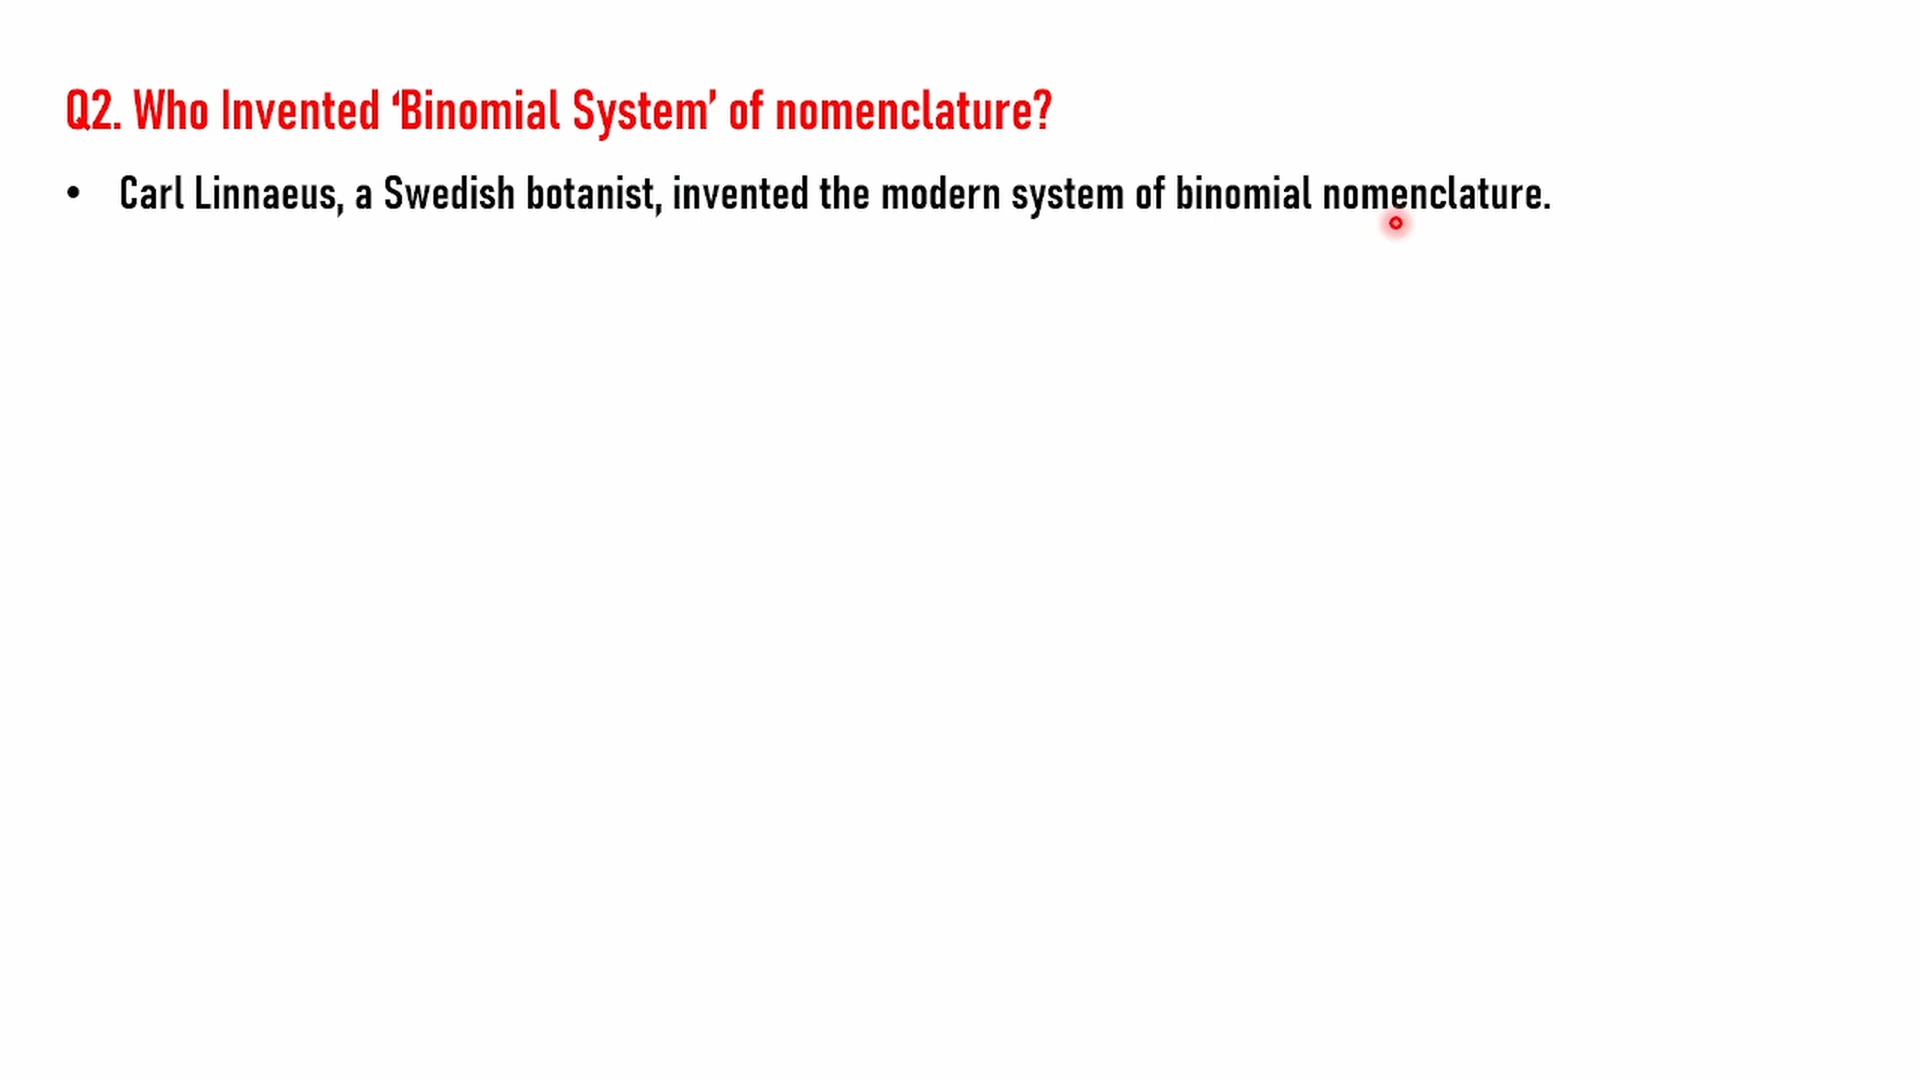 Q2. Who Invented ‘Binomial System’ of nomenclature?
• Carl Linnaeus, a Swedish botanist, invented the modern system of binomial nomenclature.